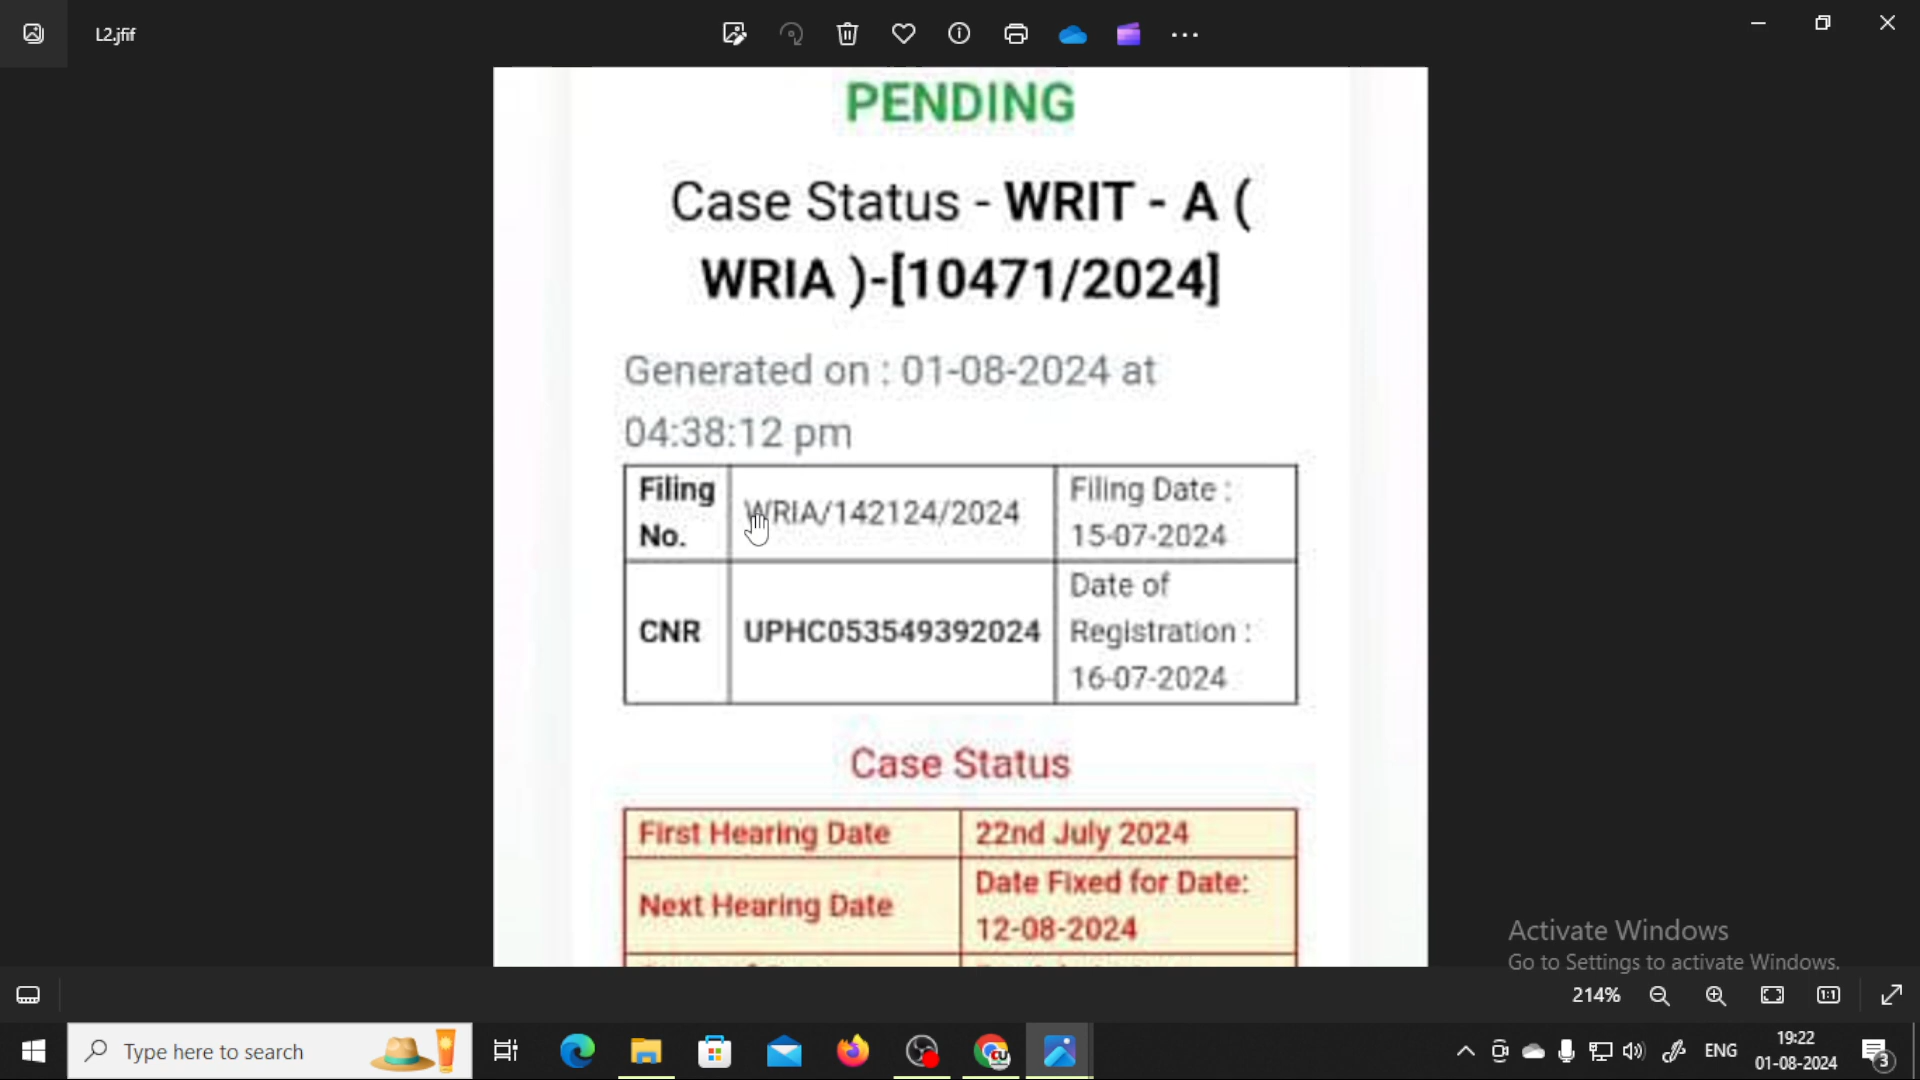 L2.jfif
PENDING
Case Status - WRIT - A (
WRIA )-[10471/2024]
Generated on : 01-08-2024 at
04:38:12 pm
Filing No.
WRIA/142124/2024
Filing Date :
15-07-2024
CNR
UPHC053549392024
Date of
Registration :
16-07-2024
Case Status
First Hearing Date
22nd July 2024
Next Hearing Date
Date Fixed for Date:
12-08-2024
Activate Windows
Go to Settings to activate Windows.
214%
Type here to search
ENG
19:22
01-08-2024
3